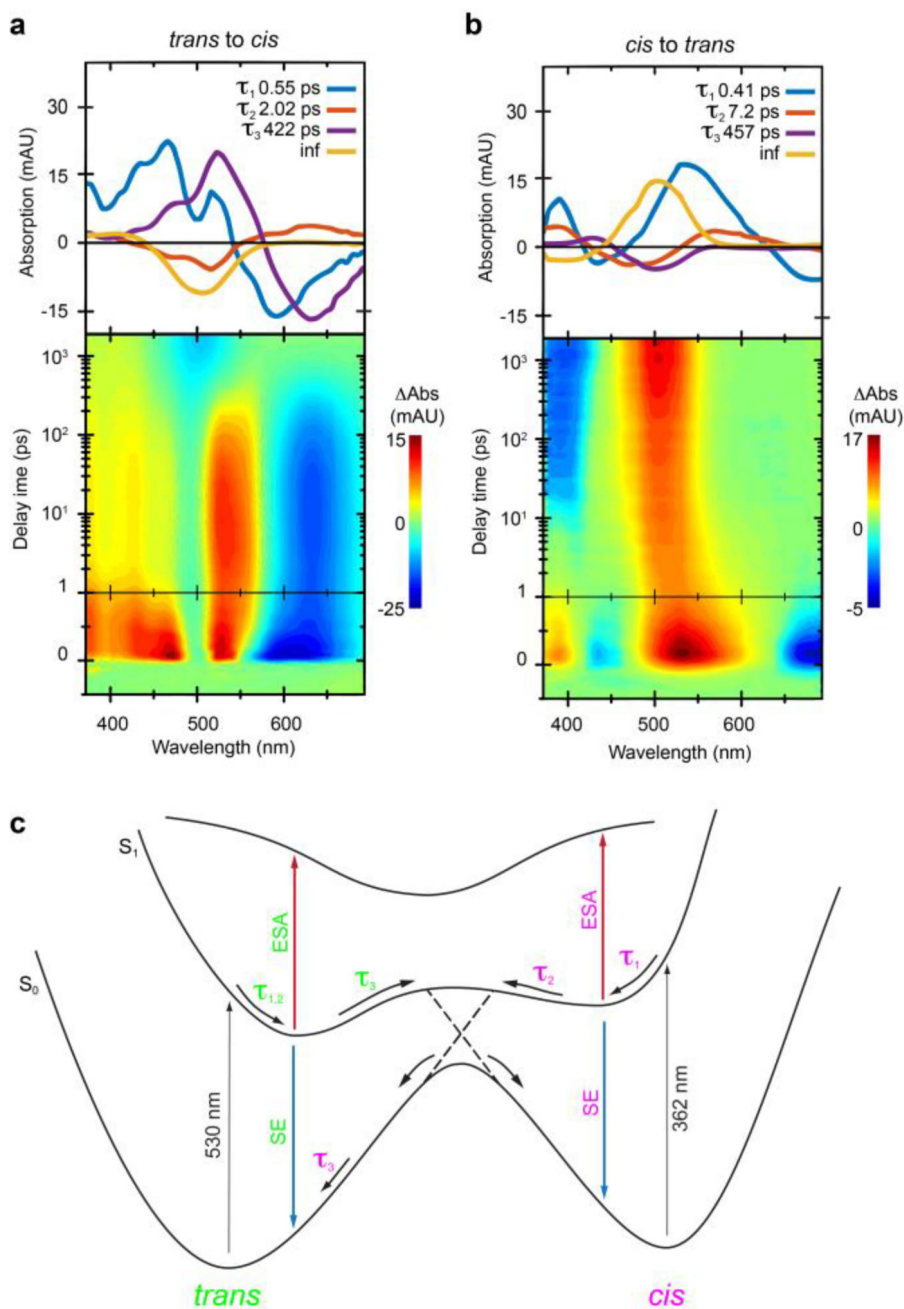 a
trans to cis
τ1 0.55 ps
τ2 2.02 ps
τ3 422 ps
inf
Absorption (mAU)
30
15
0
-15
Delay ime (ps)
10³
10²
10¹
1
0
400 500 600
Wavelength (nm)
ΔAbs
(mAU)
15
0
-25
b
cis to trans
τ1 0.41 ps
τ2 7.2 ps
τ3 457 ps
inf
Absorption (mAU)
30
15
0
-15
Delay time (ps)
10³
10²
10¹
1
0
400 500 600
Wavelength (nm)
ΔAbs
(mAU)
17
0
-5
c
S1
S0
ESA
ESA
τ1,2
τ3
τ2
τ1
530 nm
SE
SE
362 nm
τ3
trans
cis